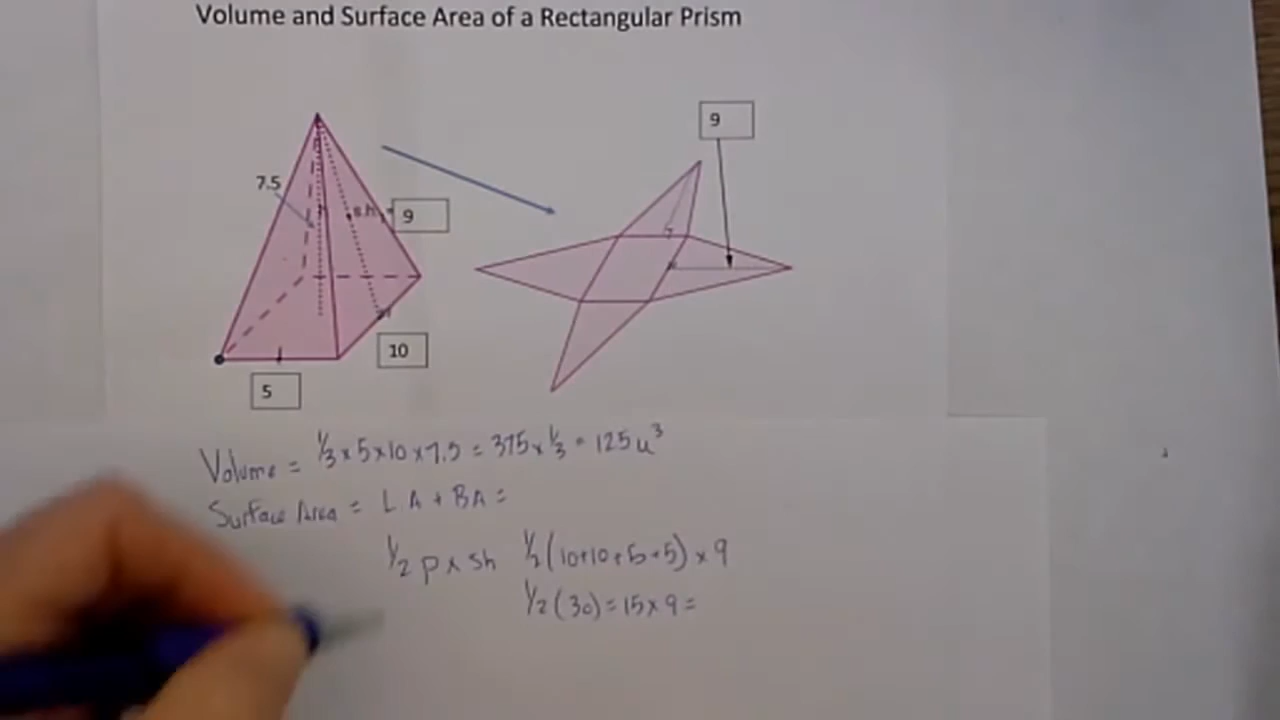 Volume and Surface Area of a Rectangular Prism
9
7.5
h
s.h. = 9
10
5
Volume = 1/3 x 5 x 10 x 7.5 = 375 x 1/3 = 125 u³
Surface Area = LA + BA =
1/2 p x sh 1/2 (10+10+5+5) x 9
1/2 (30) = 15 x 9 =